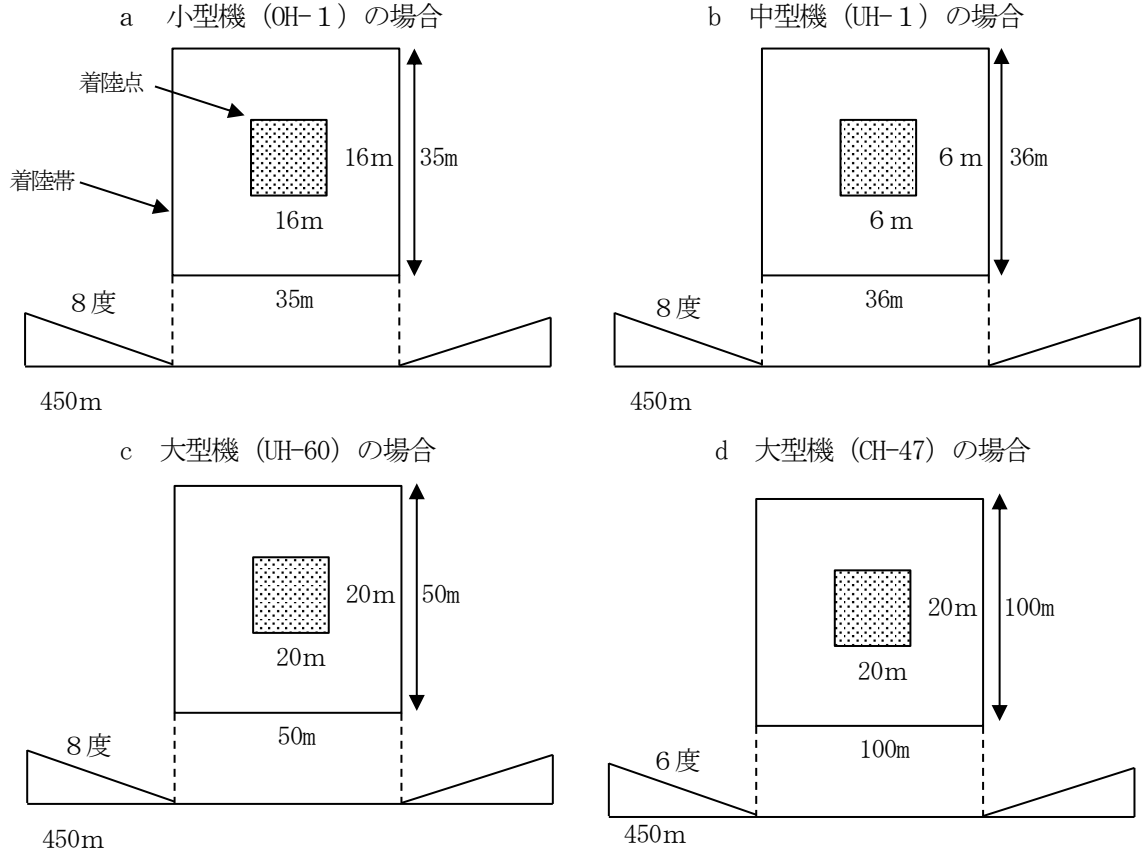 a　小型機（OH-１）の場合
着陸点
16ｍ
35m
着陸帯
16ｍ
35m
８度
450ｍ
b　中型機（UH-１）の場合
６ｍ
36m
６ｍ
36m
８度
450ｍ
c　大型機（UH-60）の場合
20ｍ
50m
20ｍ
50m
８度
450ｍ
d　大型機（CH-47）の場合
20ｍ
100m
20ｍ
100m
６度
450ｍ